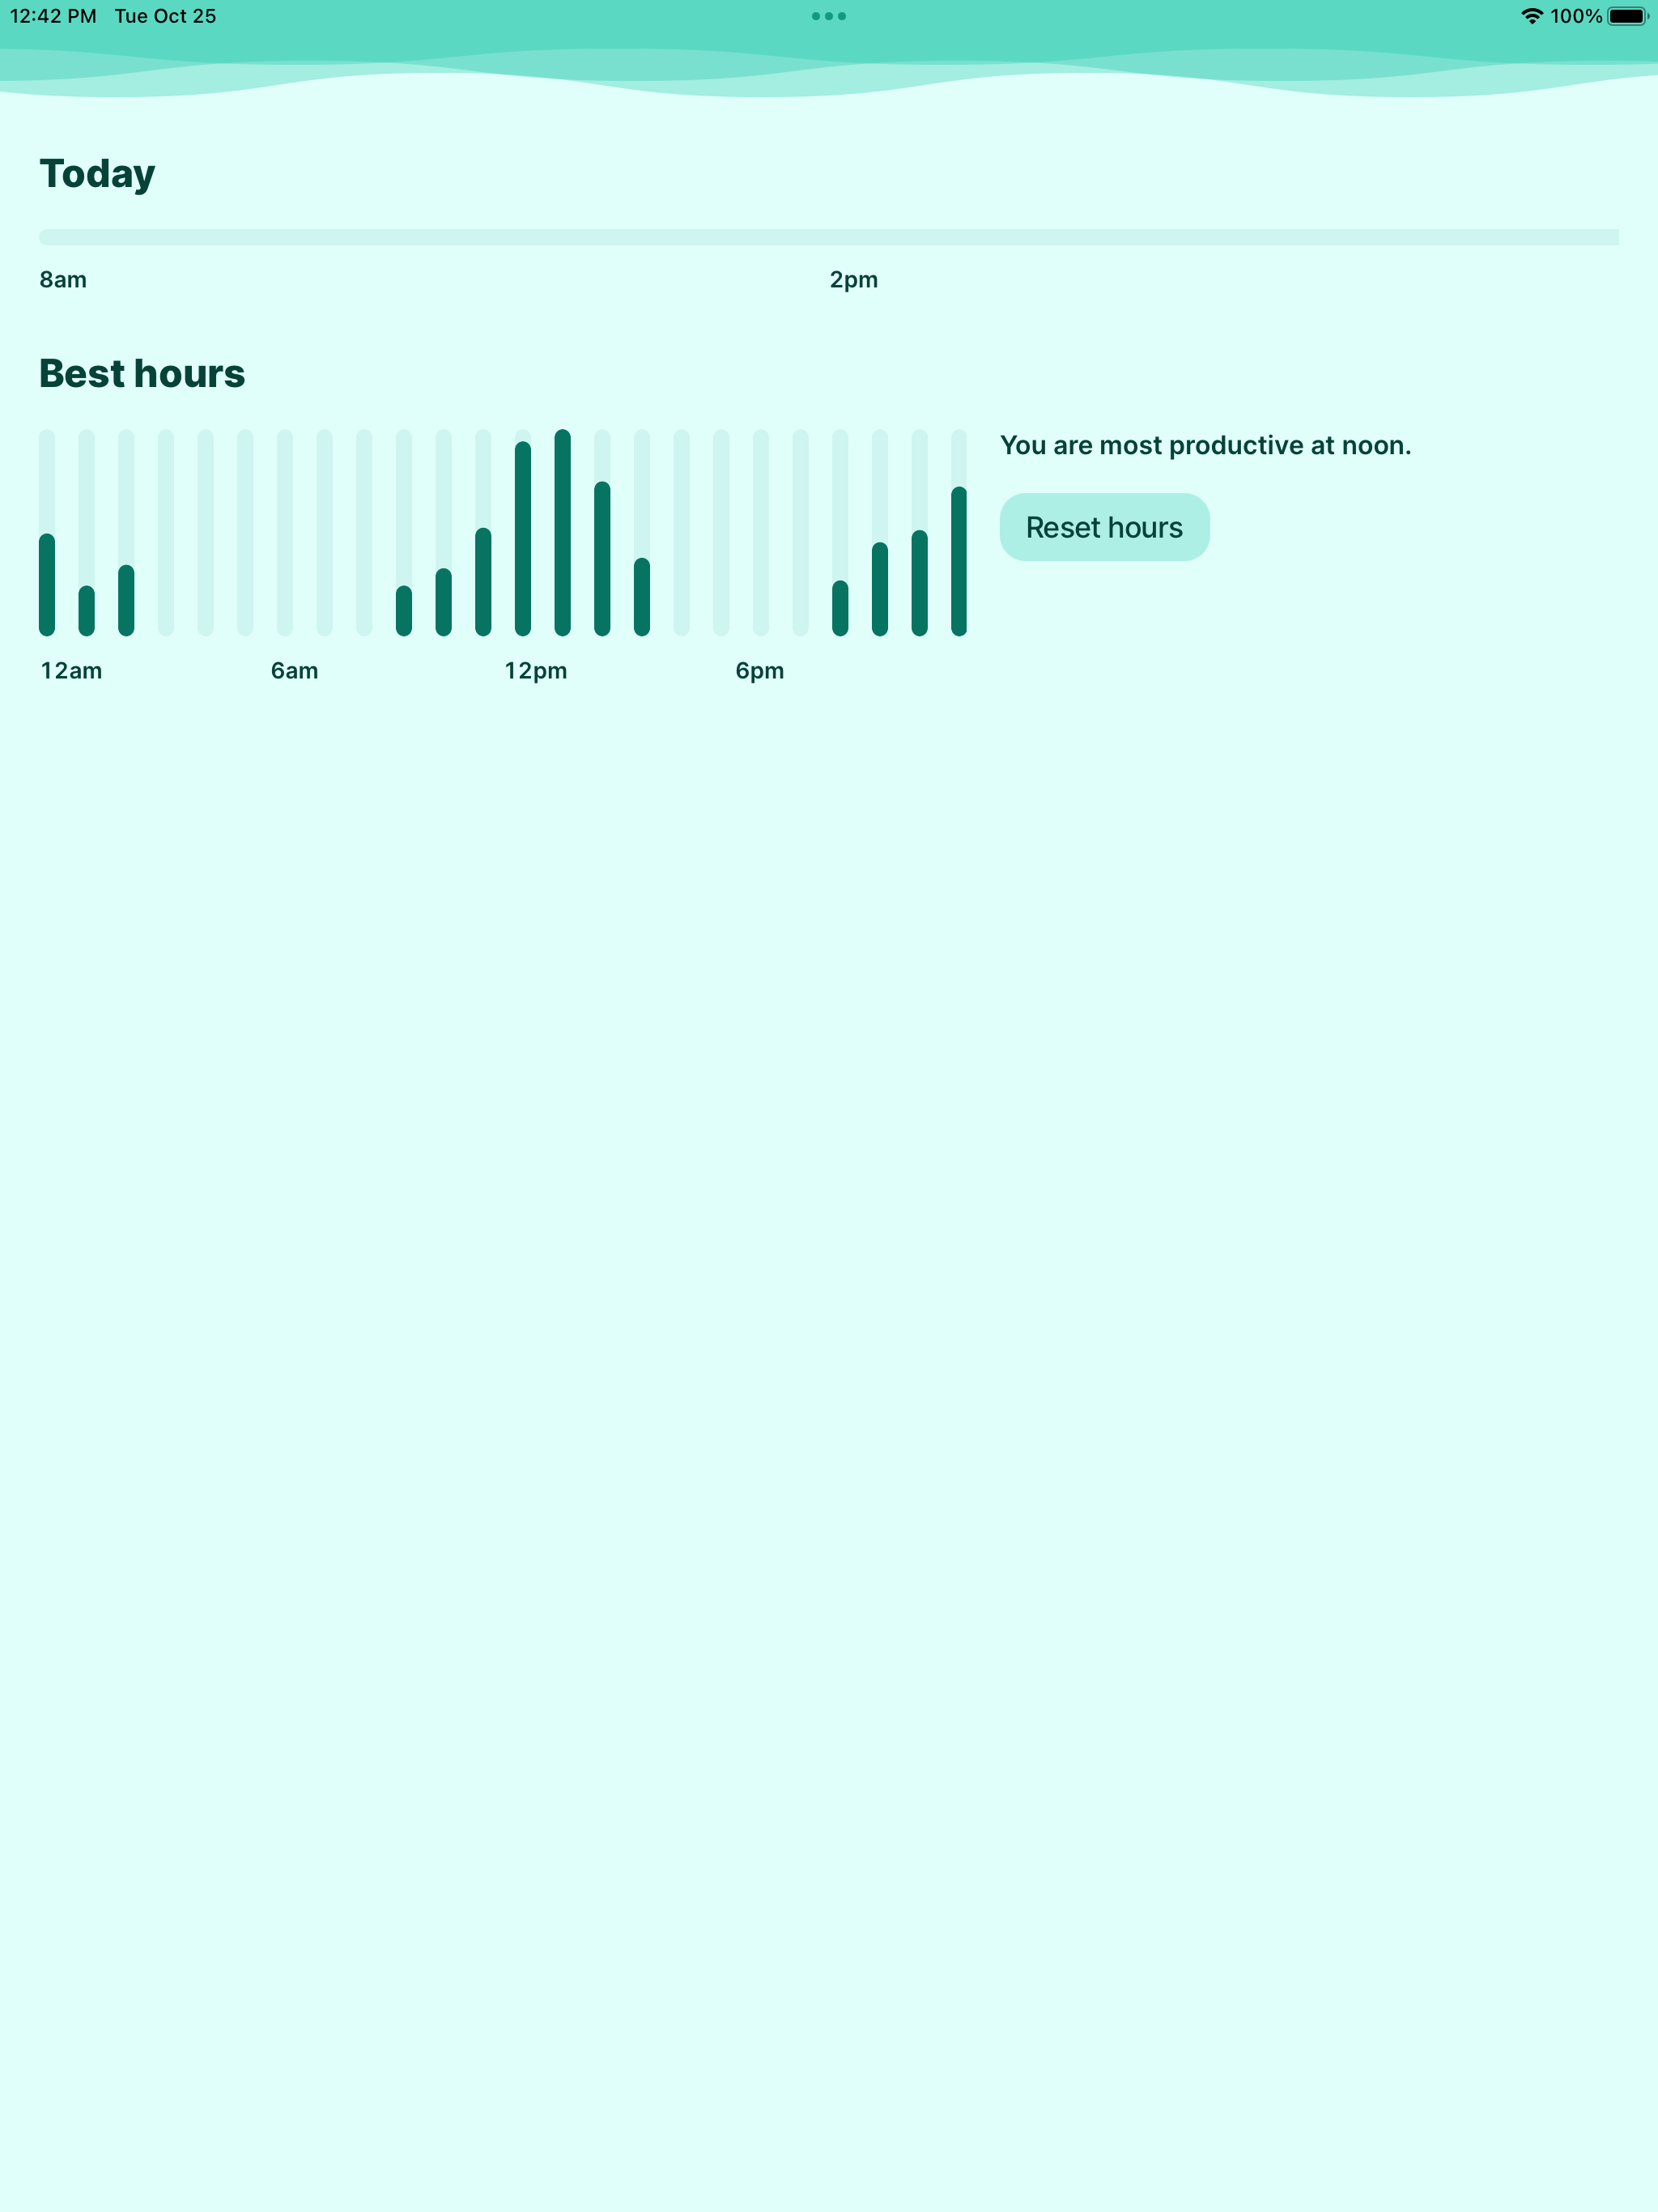 12:42 PM Tue Oct 25 100%
Today
8am 2pm
Best hours
You are most productive at noon.
Reset hours
12am 6am 12pm 6pm